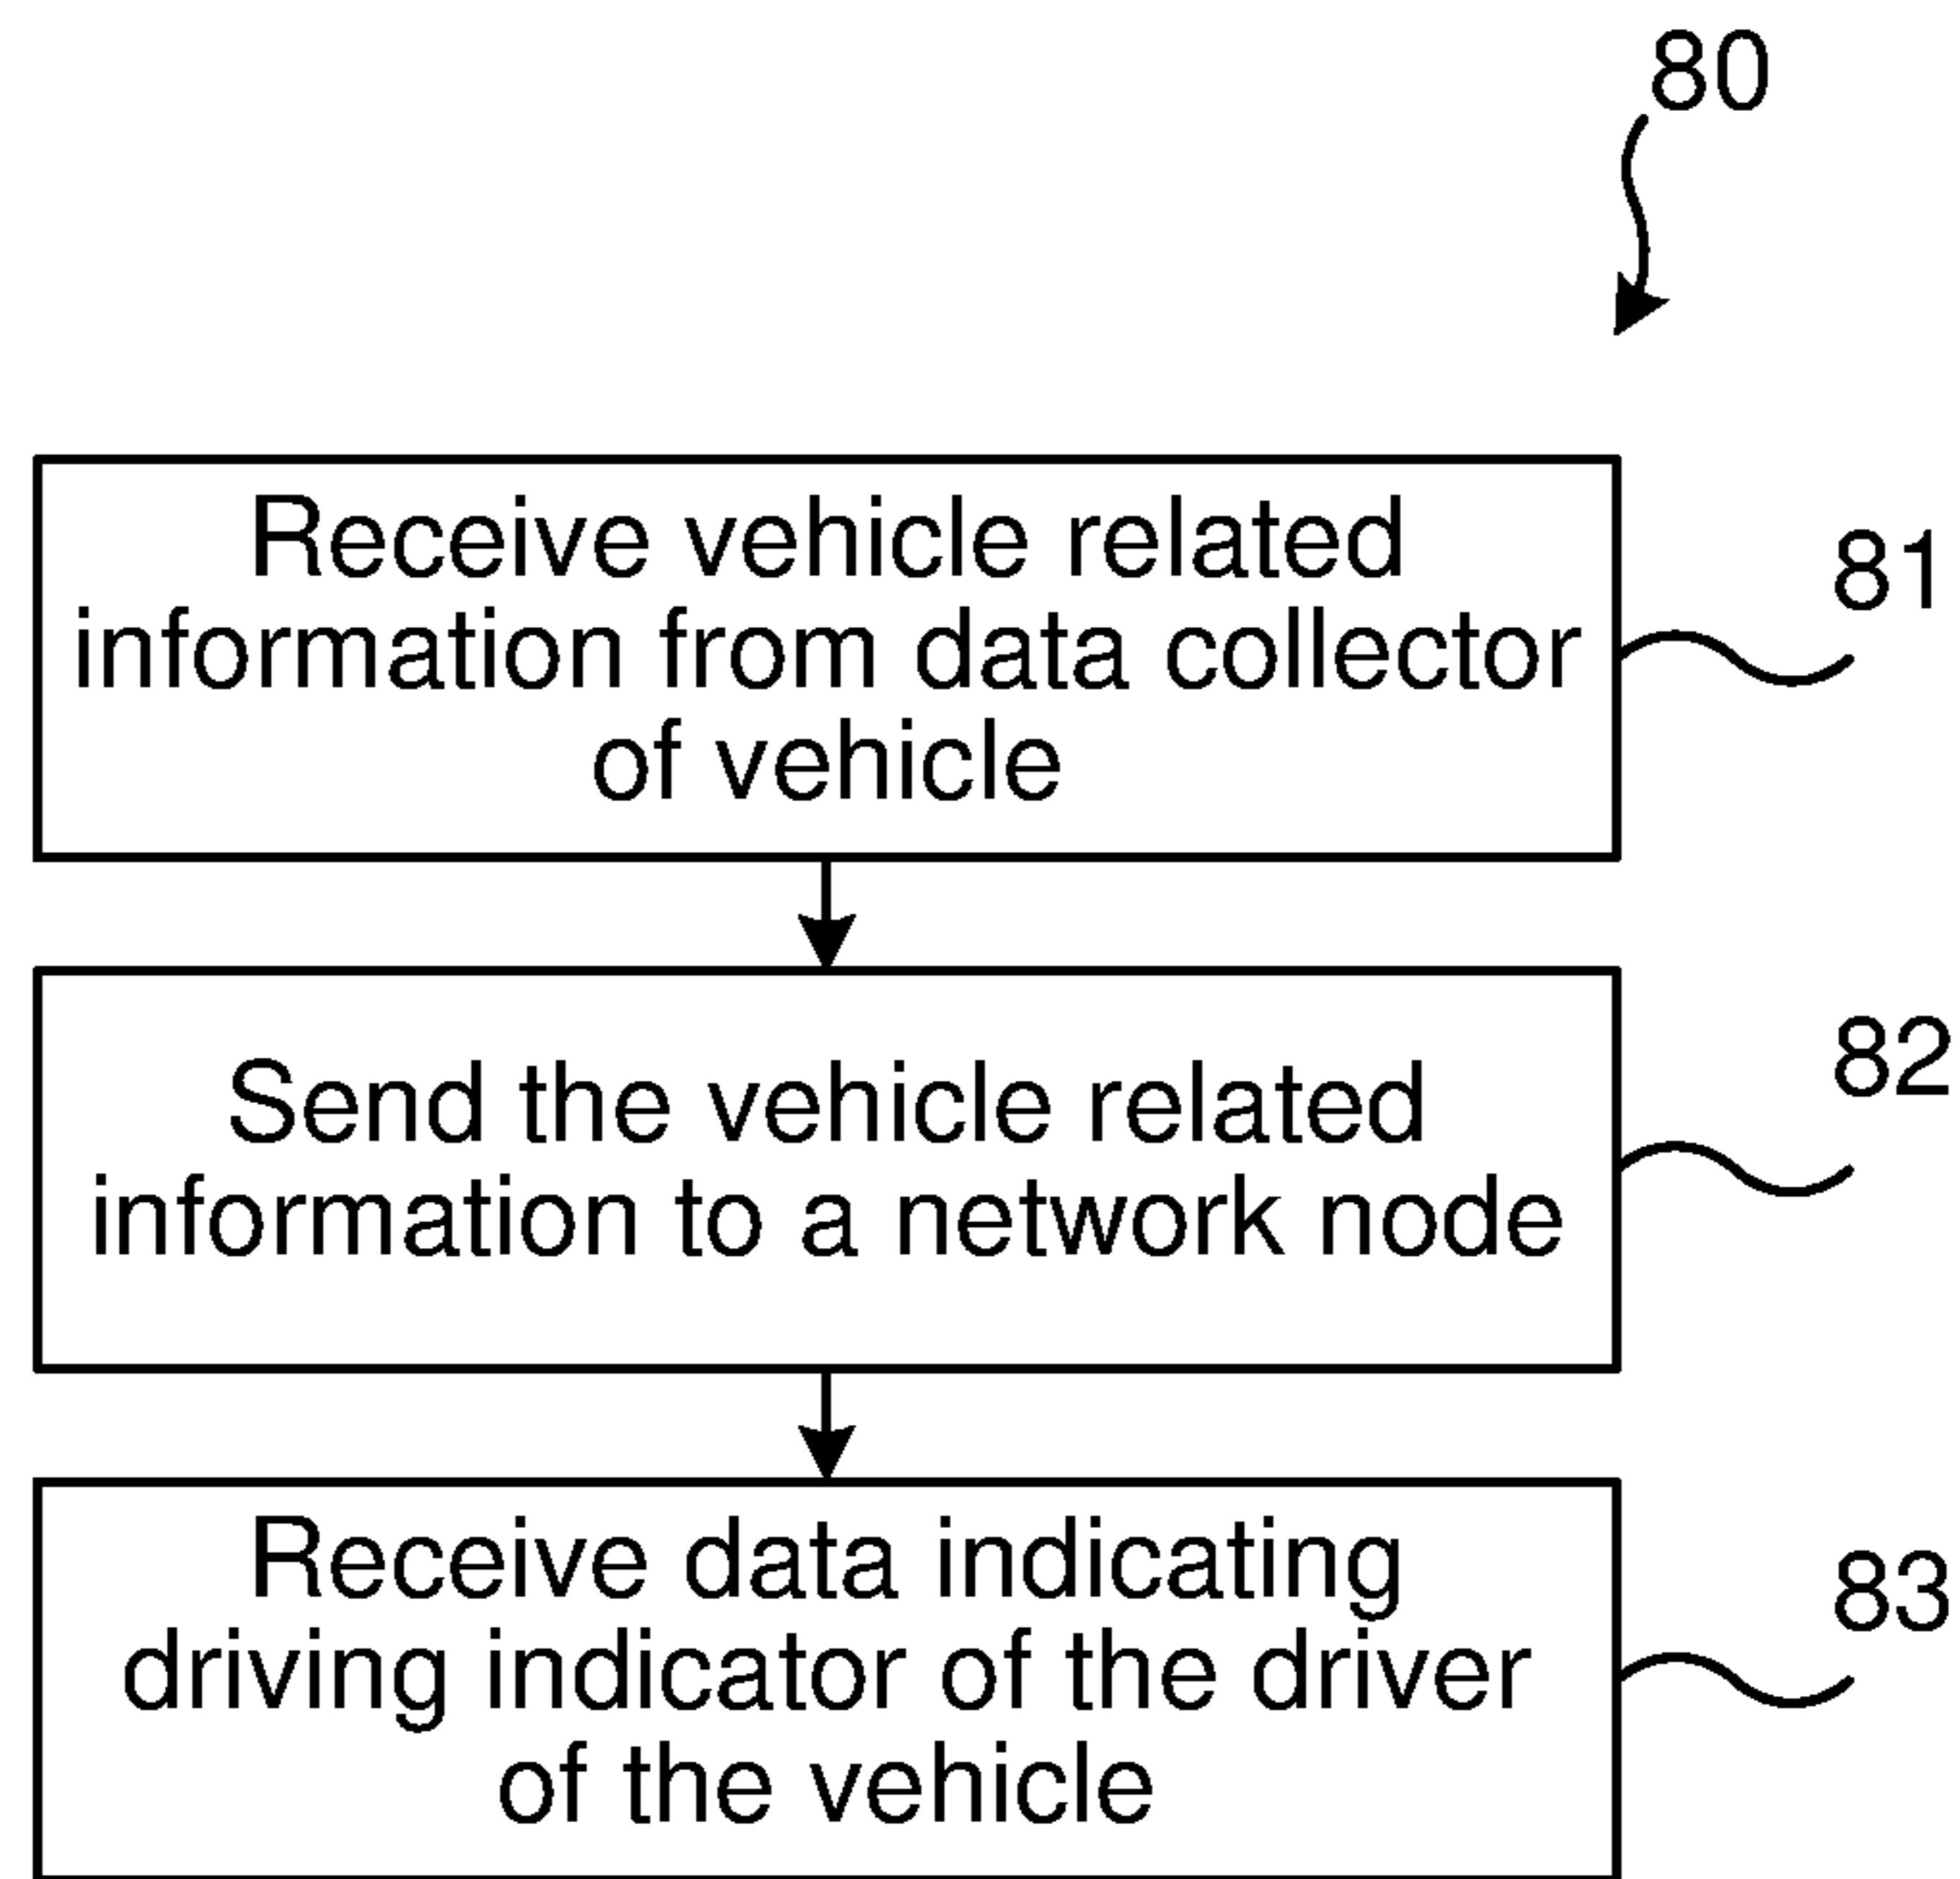 80
Receive vehicle related
information from data collector
of vehicle
81
Send the vehicle related
information to a network node
82
Receive data indicating
driving indicator of the driver
of the vehicle
83